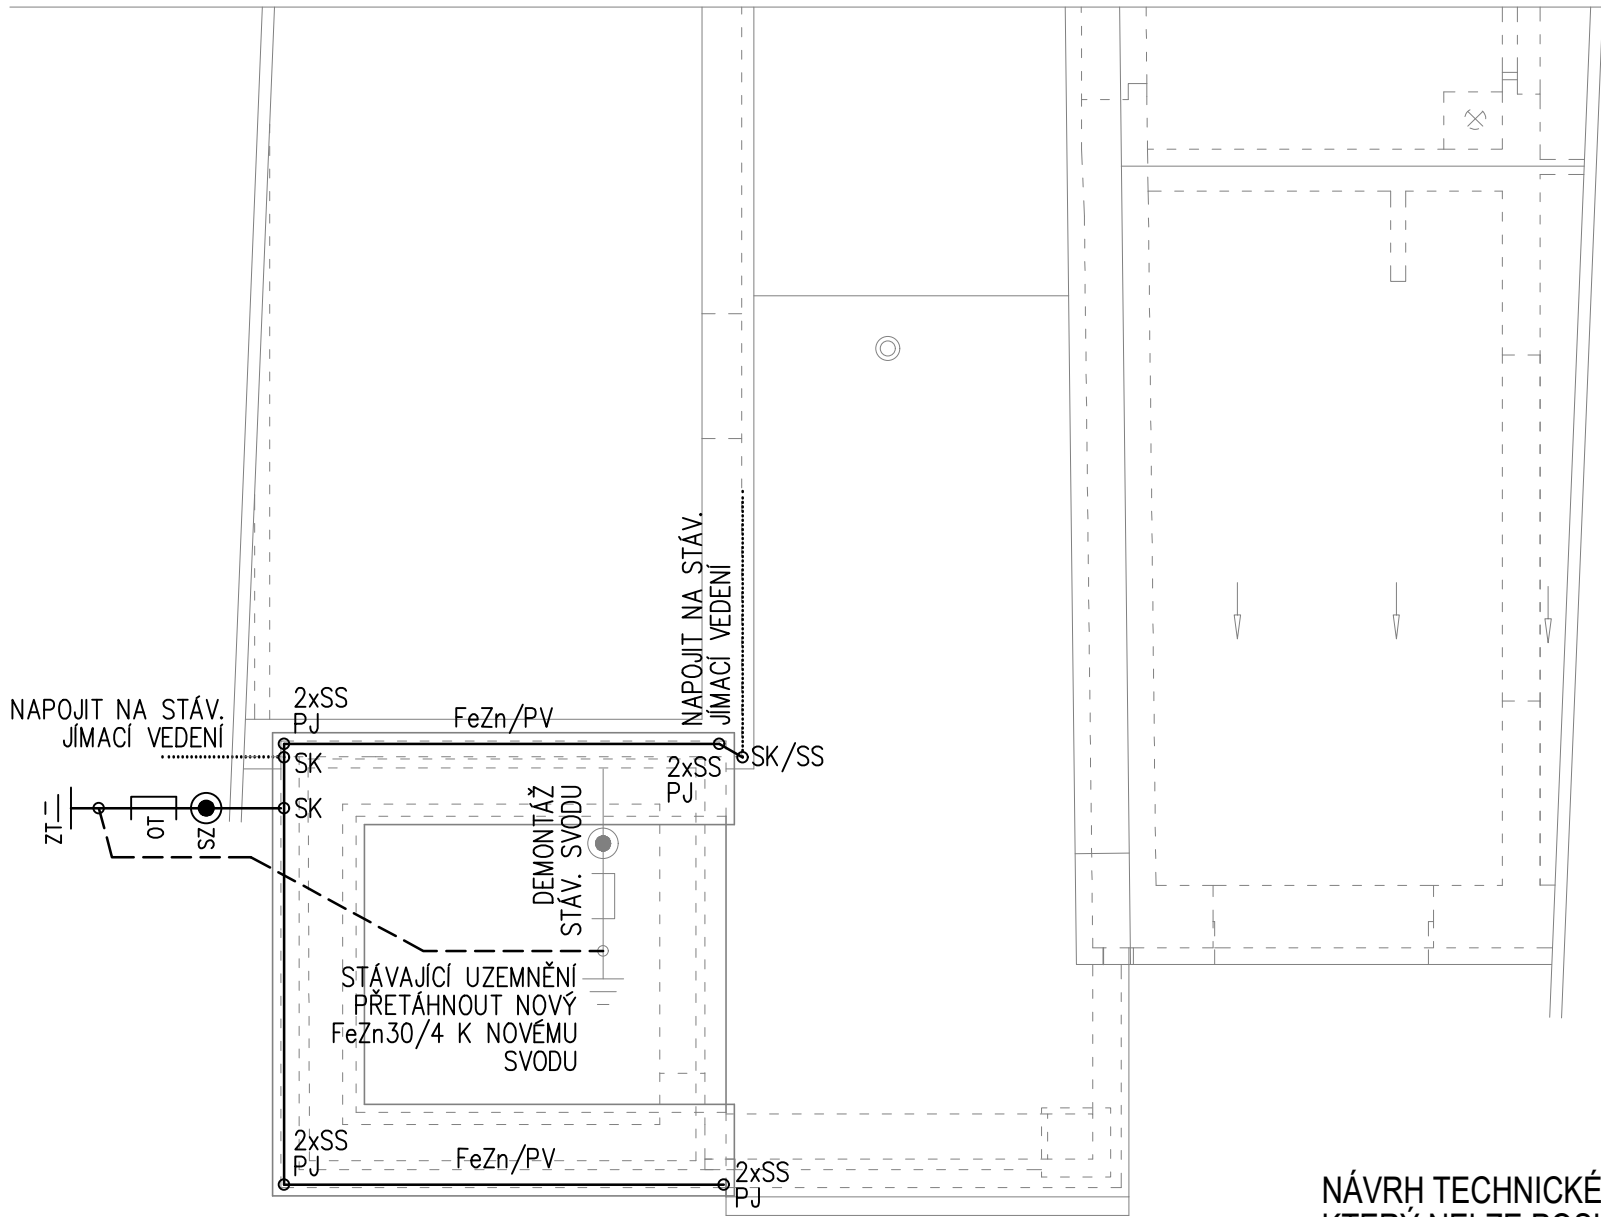 NAPOJIT NA STÁV.
JÍMACÍ VEDENÍ
NAPOJIT NA STÁV.
JÍMACÍ VEDENÍ
2xSS
PJ
FeZn/PV
SK
SK
2xSS
PJ
SK/SS
ZT
OT
SZ
DEMONTÁŽ
STÁV. SVODU
STÁVAJÍCÍ UZEMNĚNÍ
PŘETÁHNOUT NOVÝ
FeZn30/4 K NOVÉMU
SVODU
2xSS
PJ
FeZn/PV
2xSS
PJ
NÁVRH TECHNICKÉ